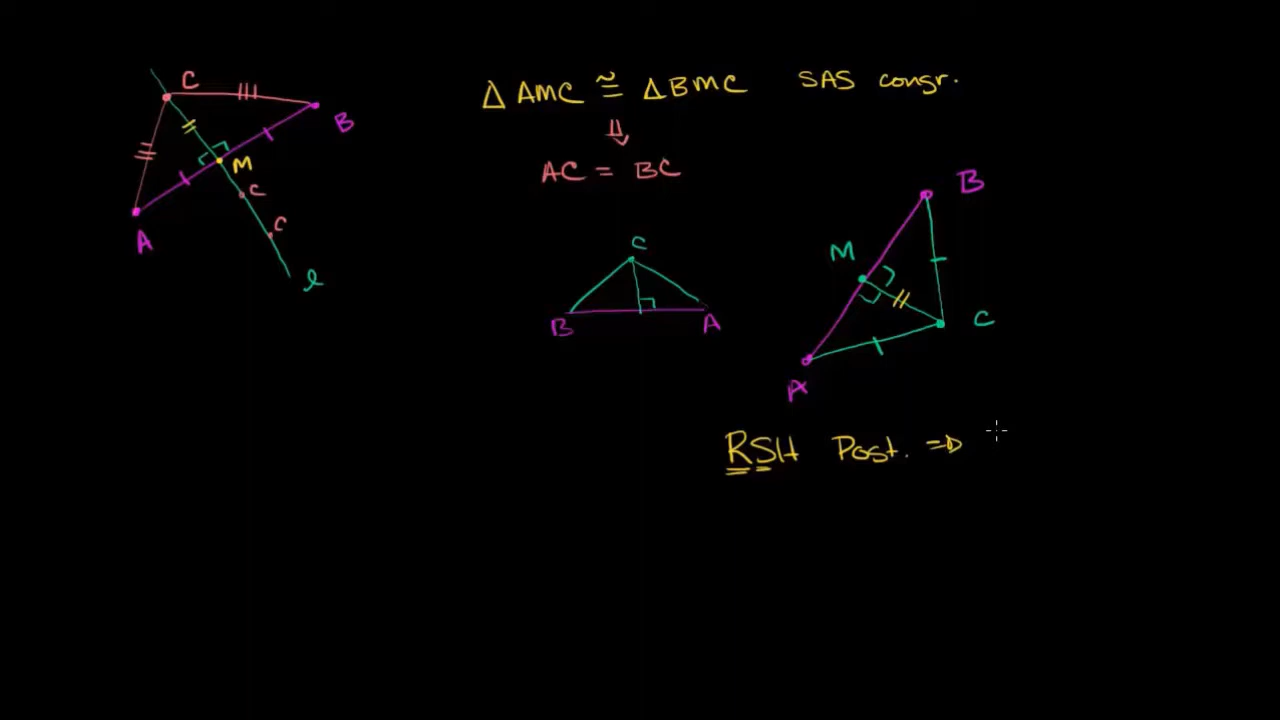 C
B
M
C
A
C
l
△ AMC ≅ △ BMC SAS congr.
⇓
AC = BC
C
B A
B
M
C
A
RSH Post. ⇒